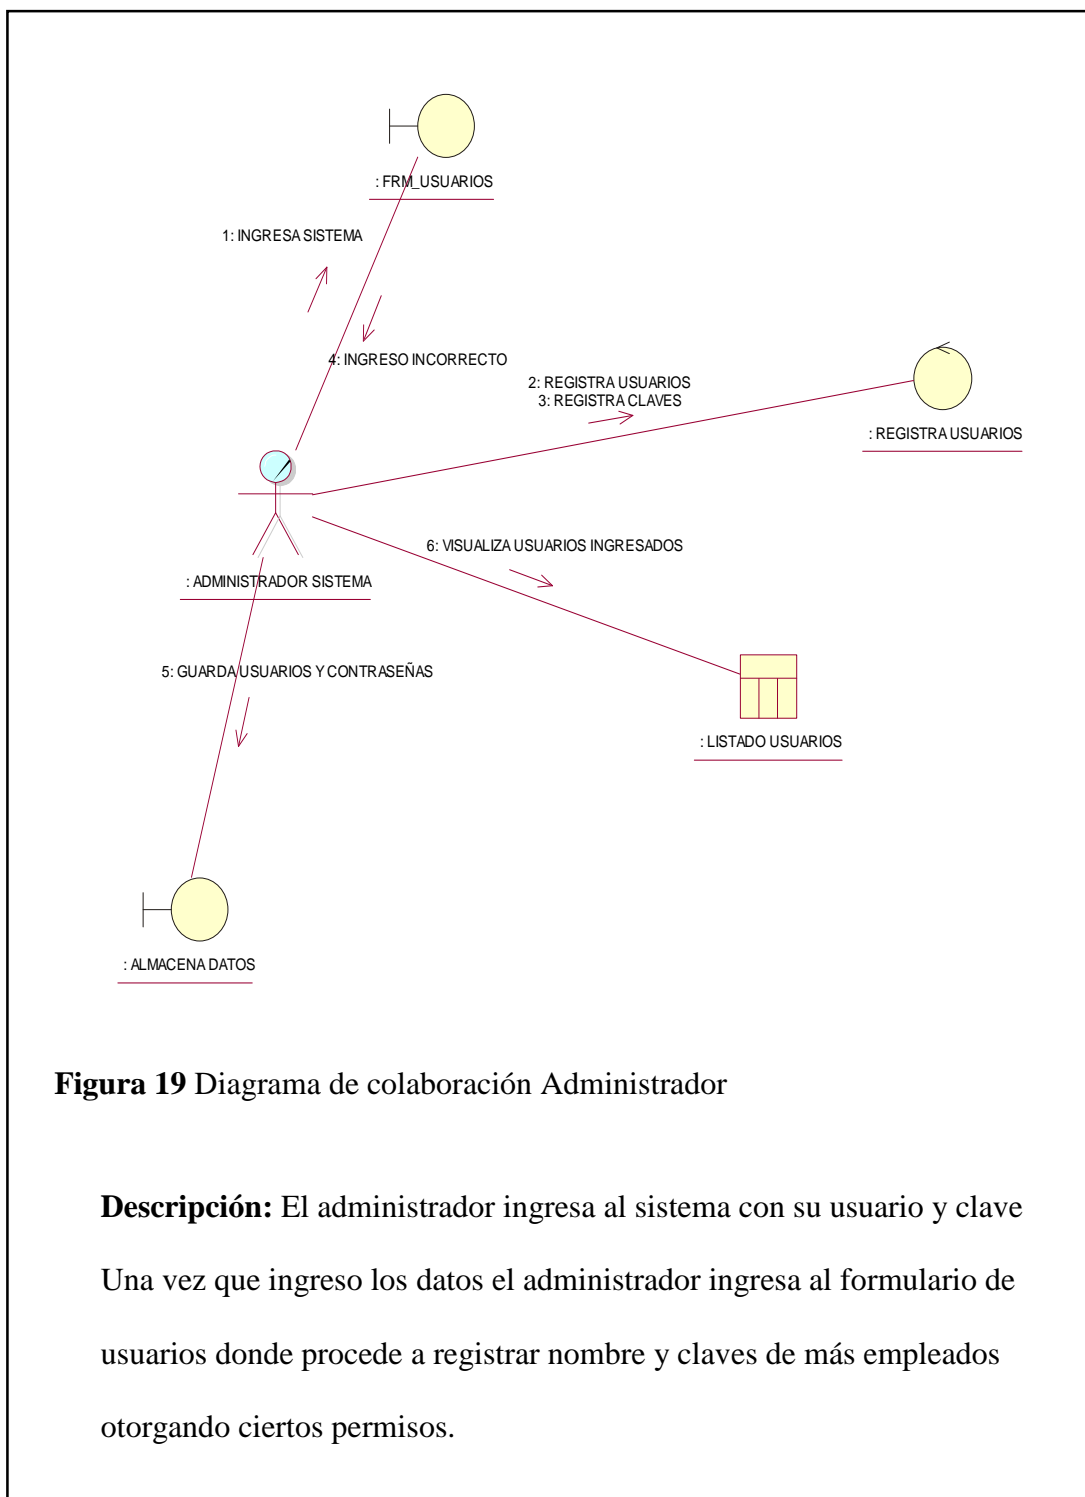 : FRM_USUARIOS
1: INGRESA SISTEMA
4: INGRESO INCORRECTO
2: REGISTRA USUARIOS
3: REGISTRA CLAVES
: REGISTRA USUARIOS
6: VISUALIZA USUARIOS INGRESADOS
: ADMINISTRADOR SISTEMA
5: GUARDA USUARIOS Y CONTRASEÑAS
: LISTADO USUARIOS
: ALMACENA DATOS
Figura 19 Diagrama de colaboración Administrador
Descripción: El administrador ingresa al sistema con su usuario y clave
Una vez que ingreso los datos el administrador ingresa al formulario de
usuarios donde procede a registrar nombre y claves de más empleados
otorgando ciertos permisos.